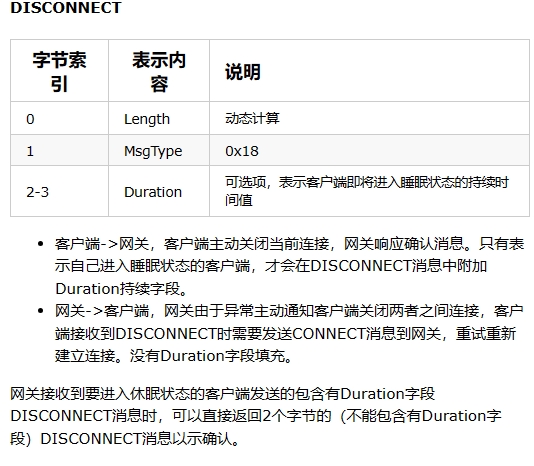 DISCONNECT
字节索引 表示内容 说明
0 Length 动态计算
1 MsgType 0x18
2-3 Duration 可选项，表示客户端即将进入睡眠状态的持续时间值
客户端->网关，客户端主动关闭当前连接，网关响应确认消息。只有表
示自己进入睡眠状态的客户端，才会在DISCONNECT消息中附加
Duration持续字段。
网关->客户端，网关由于异常主动通知客户端关闭两者之间连接，客户
端接收到DISCONNECT时需要发送CONNECT消息到网关，重试重新
建立连接。没有Duration字段填充。
网关接收到要进入休眠状态的客户端发送的包含有Duration字段
DISCONNECT消息时，可以直接返回2个字节的（不能包含有Duration字
段）DISCONNECT消息以示确认。